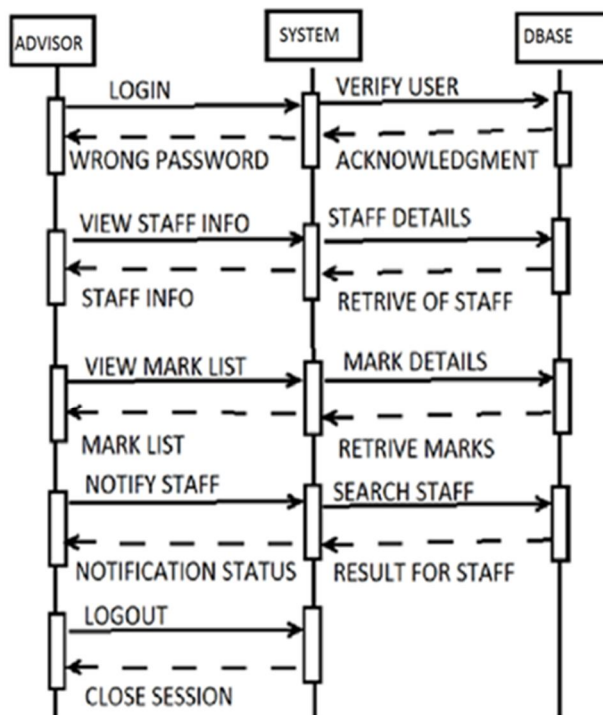 ADVISOR
SYSTEM
DBASE
LOGIN
VERIFY USER
WRONG PASSWORD
ACKNOWLEDGMENT
VIEW STAFF INFO
STAFF DETAILS
STAFF INFO
RETRIVE OF STAFF
VIEW MARK LIST
MARK DETAILS
MARK LIST
RETRIVE MARKS
NOTIFY STAFF
SEARCH STAFF
NOTIFICATION STATUS
RESULT FOR STAFF
LOGOUT
CLOSE SESSION